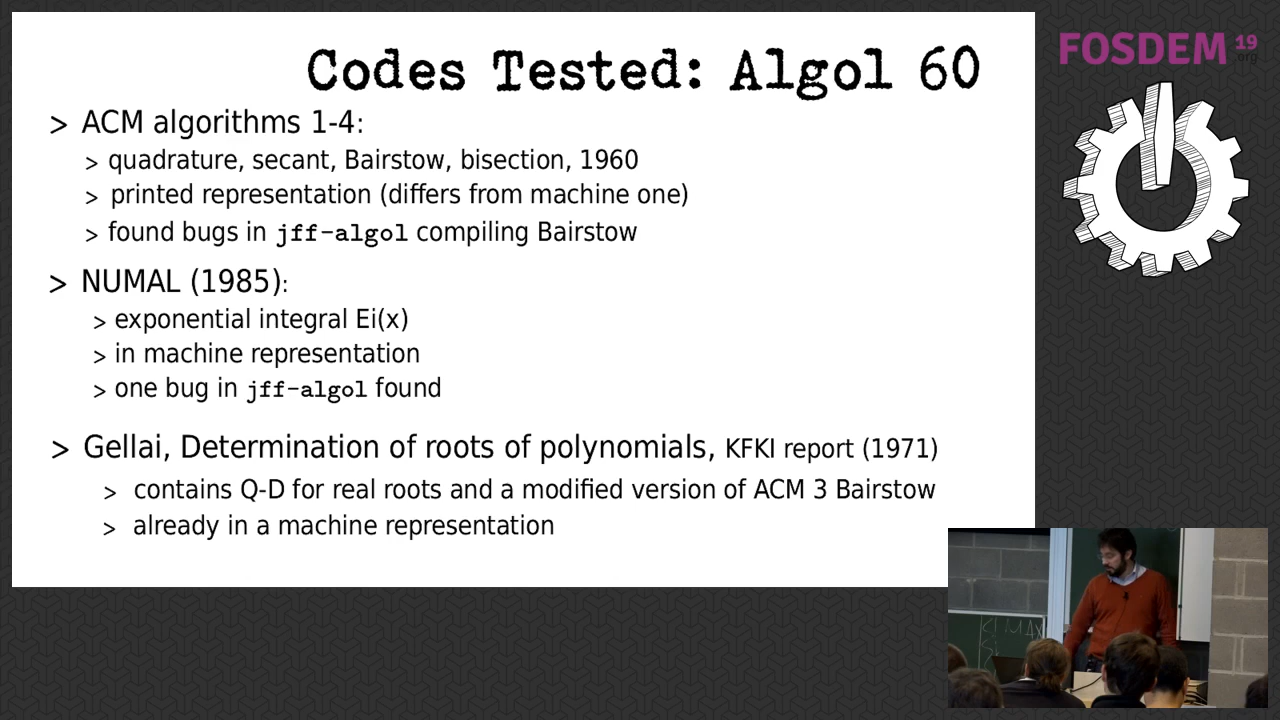 Codes Tested: Algol 60
> ACM algorithms 1-4:
> quadrature, secant, Bairstow, bisection, 1960
> printed representation (differs from machine one)
> found bugs in jff-algol compiling Bairstow
> NUMAL (1985):
> exponential integral Ei(x)
> in machine representation
> one bug in jff-algol found
> Gellai, Determination of roots of polynomials, KFKI report (1971)
> contains Q-D for real roots and a modified version of ACM 3 Bairstow
> already in a machine representation
FOSDEM 19
.org